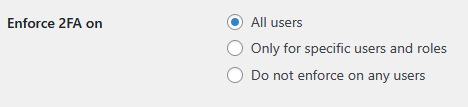 Enforce 2FA on
All users
Only for specific users and roles
Do not enforce on any users